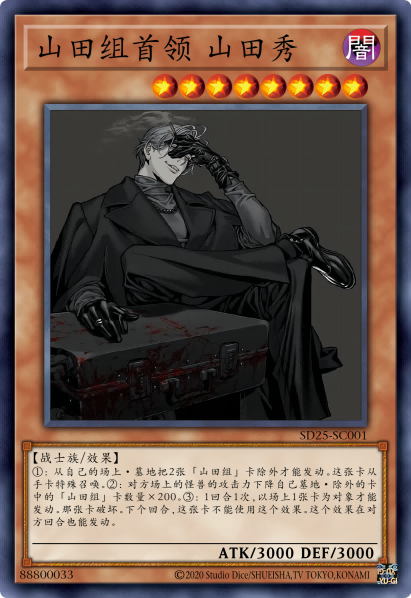 山田组首领 山田秀
闇
SD25-SC001
【战士族/效果】
①：从自己的场上·墓地把2张「山田组」卡除外才能发动。这张卡从
手卡特殊召唤。②：对方场上的怪兽的攻击力下降自己墓地·除外的卡
中的「山田组」卡数量×200。③：1回合1次，以场上1张卡为对象才能
发动。那张卡破坏。下个回合，这张卡不能使用这个效果。这个效果在对
方回合也能发动。
ATK/3000 DEF/3000
88800033
©2020 Studio Dice/SHUEISHA,TV TOKYO,KONAMI